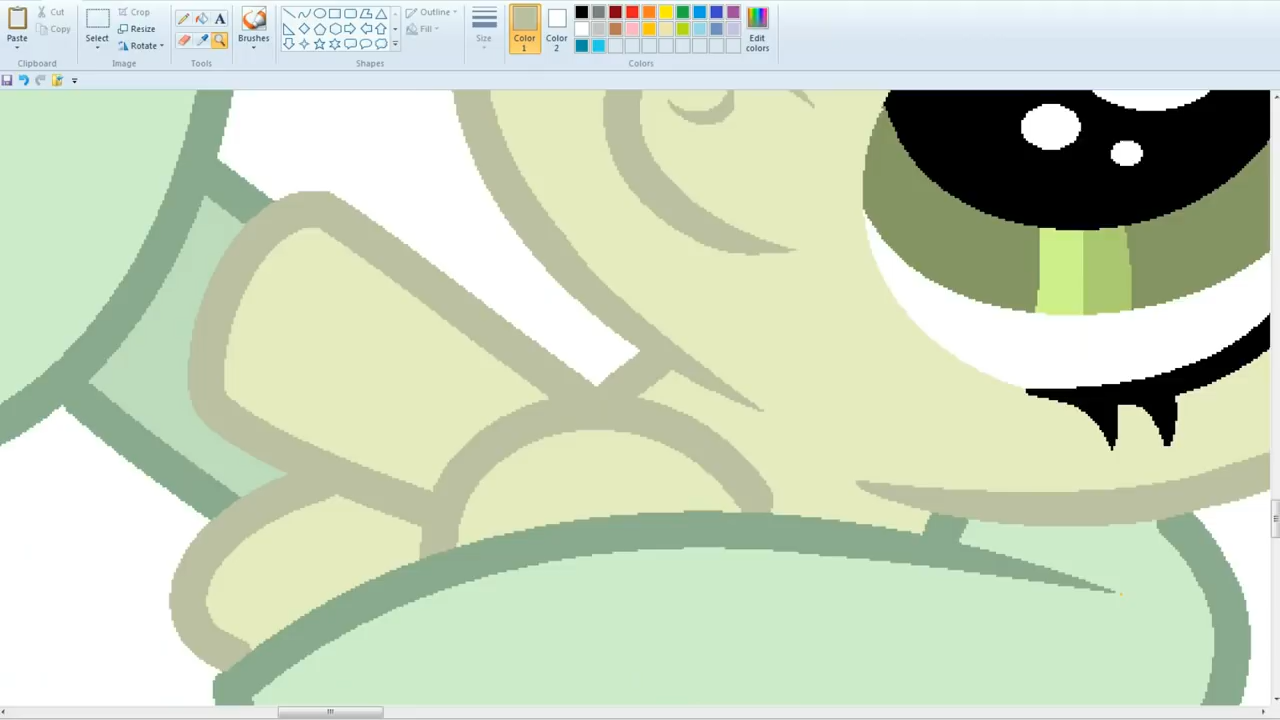 Paste
Cut
Copy
Clipboard
Select
Crop
Resize
Rotate
Image
A
Tools
Brushes
Outline
Fill
Shapes
Size
Color
1
Color
2
Edit
colors
Colors